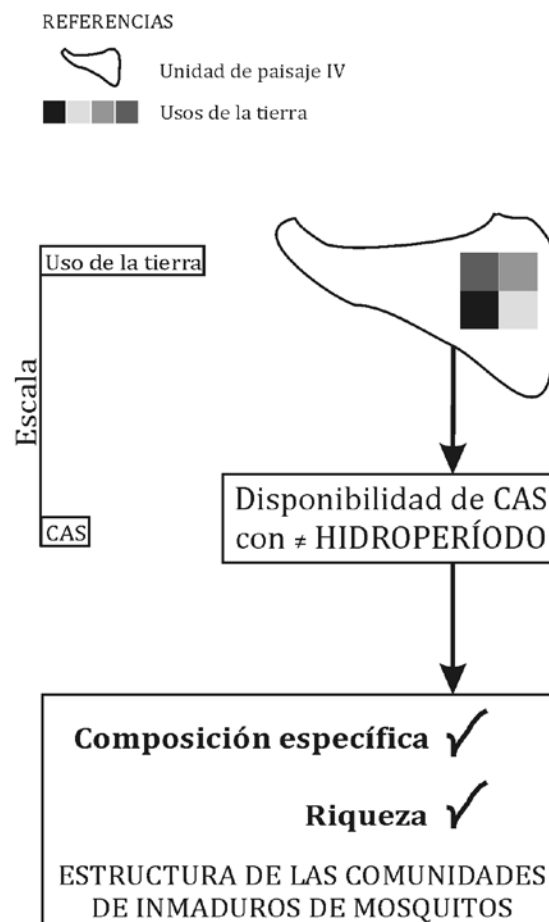 REFERENCIAS
Unidad de paisaje IV
Usos de la tierra
Uso de la tierra
Escala
CAS
Disponibilidad de CAS
con ≠ HIDROPERÍODO
Composición específica
Riqueza
ESTRUCTURA DE LAS COMUNIDADES
DE INMADUROS DE MOSQUITOS